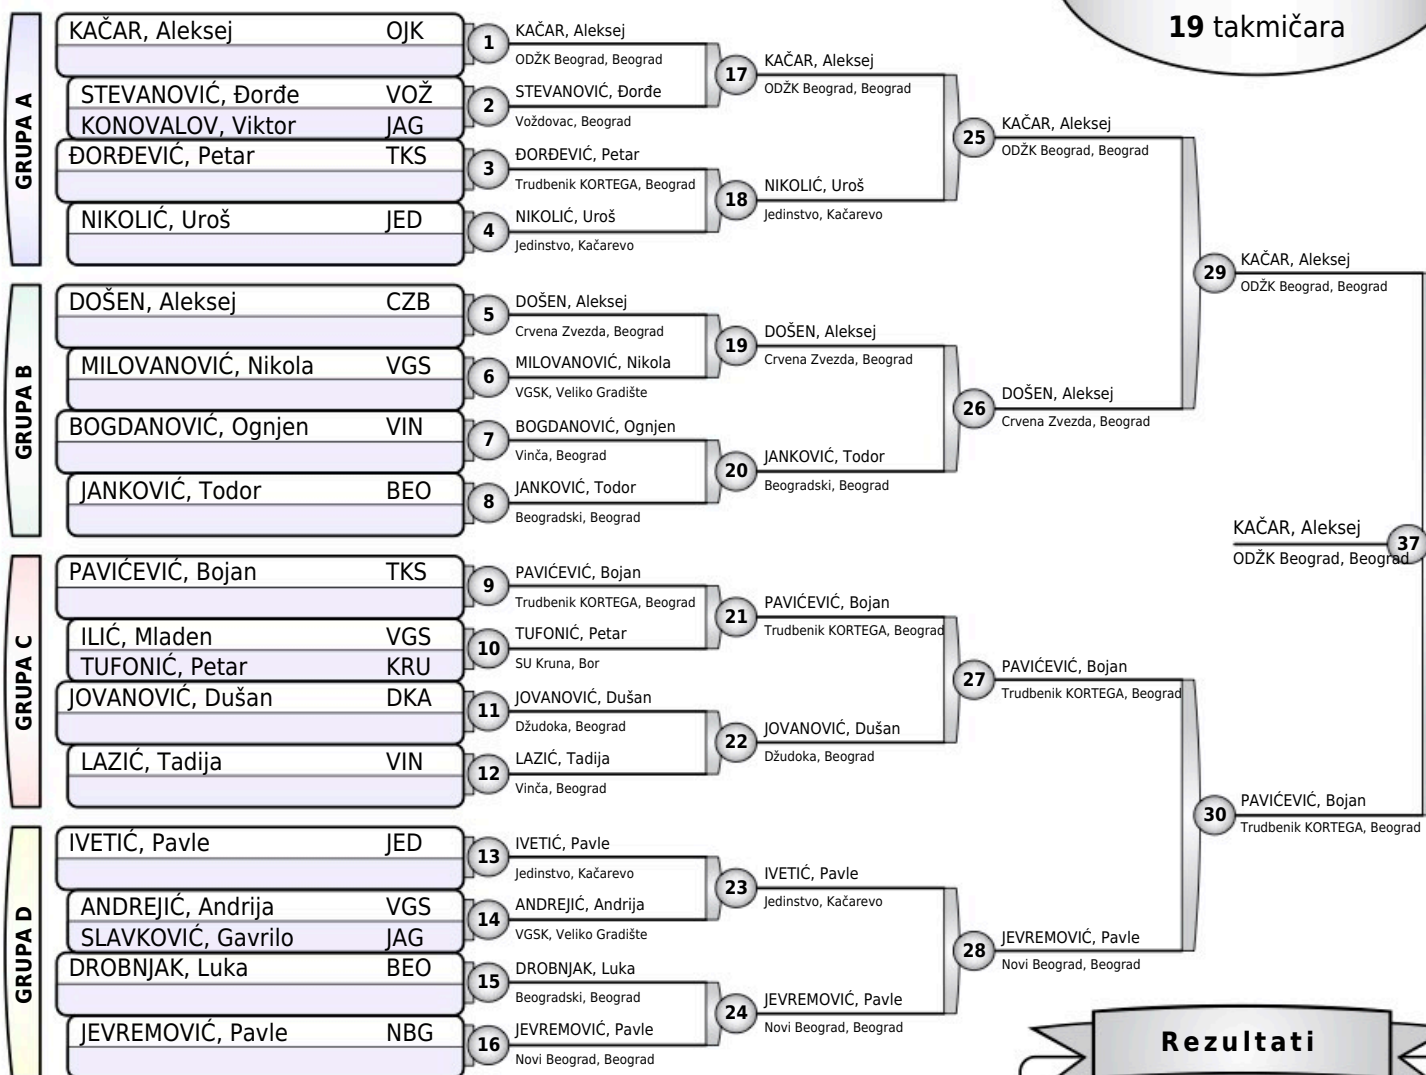 19 takmičara
GRUPA A
KAČAR, Aleksej OJK
STEVANOVIĆ, Đorđe VOŽ
KONOVALOV, Viktor JAG
ĐORĐEVIĆ, Petar TKS
NIKOLIĆ, Uroš JED
1 KAČAR, Aleksej
ODŽK Beograd, Beograd
2 STEVANOVIĆ, Đorđe
Voždovac, Beograd
3 ĐORĐEVIĆ, Petar
Trudbenik KORTEGA, Beograd
4 NIKOLIĆ, Uroš
Jedinstvo, Kačarevo
17 KAČAR, Aleksej
ODŽK Beograd, Beograd
18 NIKOLIĆ, Uroš
Jedinstvo, Kačarevo
25 KAČAR, Aleksej
ODŽK Beograd, Beograd
GRUPA B
DOŠEN, Aleksej CZB
MILOVANOVIĆ, Nikola VGS
BOGDANOVIĆ, Ognjen VIN
JANKOVIĆ, Todor BEO
5 DOŠEN, Aleksej
Crvena Zvezda, Beograd
6 MILOVANOVIĆ, Nikola
VGSK, Veliko Gradište
7 BOGDANOVIĆ, Ognjen
Vinča, Beograd
8 JANKOVIĆ, Todor
Beogradski, Beograd
19 DOŠEN, Aleksej
Crvena Zvezda, Beograd
20 JANKOVIĆ, Todor
Beogradski, Beograd
26 DOŠEN, Aleksej
Crvena Zvezda, Beograd
29 KAČAR, Aleksej
ODŽK Beograd, Beograd
GRUPA C
PAVIĆEVIĆ, Bojan TKS
ILIĆ, Mladen VGS
TUFONIĆ, Petar KRU
JOVANOVIĆ, Dušan DKA
LAZIĆ, Tadija VIN
9 PAVIĆEVIĆ, Bojan
Trudbenik KORTEGA, Beograd
10 TUFONIĆ, Petar
SU Kruna, Bor
11 JOVANOVIĆ, Dušan
Džudoka, Beograd
12 LAZIĆ, Tadija
Vinča, Beograd
21 PAVIĆEVIĆ, Bojan
Trudbenik KORTEGA, Beograd
22 JOVANOVIĆ, Dušan
Džudoka, Beograd
27 PAVIĆEVIĆ, Bojan
Trudbenik KORTEGA, Beograd
GRUPA D
IVETIĆ, Pavle JED
ANDREJIĆ, Andrija VGS
SLAVKOVIĆ, Gavrilo JAG
DROBNJAK, Luka BEO
JEVREMOVIĆ, Pavle NBG
13 IVETIĆ, Pavle
Jedinstvo, Kačarevo
14 ANDREJIĆ, Andrija
VGSK, Veliko Gradište
15 DROBNJAK, Luka
Beogradski, Beograd
16 JEVREMOVIĆ, Pavle
Novi Beograd, Beograd
23 IVETIĆ, Pavle
Jedinstvo, Kačarevo
24 JEVREMOVIĆ, Pavle
Novi Beograd, Beograd
28 JEVREMOVIĆ, Pavle
Novi Beograd, Beograd
30 PAVIĆEVIĆ, Bojan
Trudbenik KORTEGA, Beograd
KAČAR, Aleksej 37
ODŽK Beograd, Beograd
Rezultati